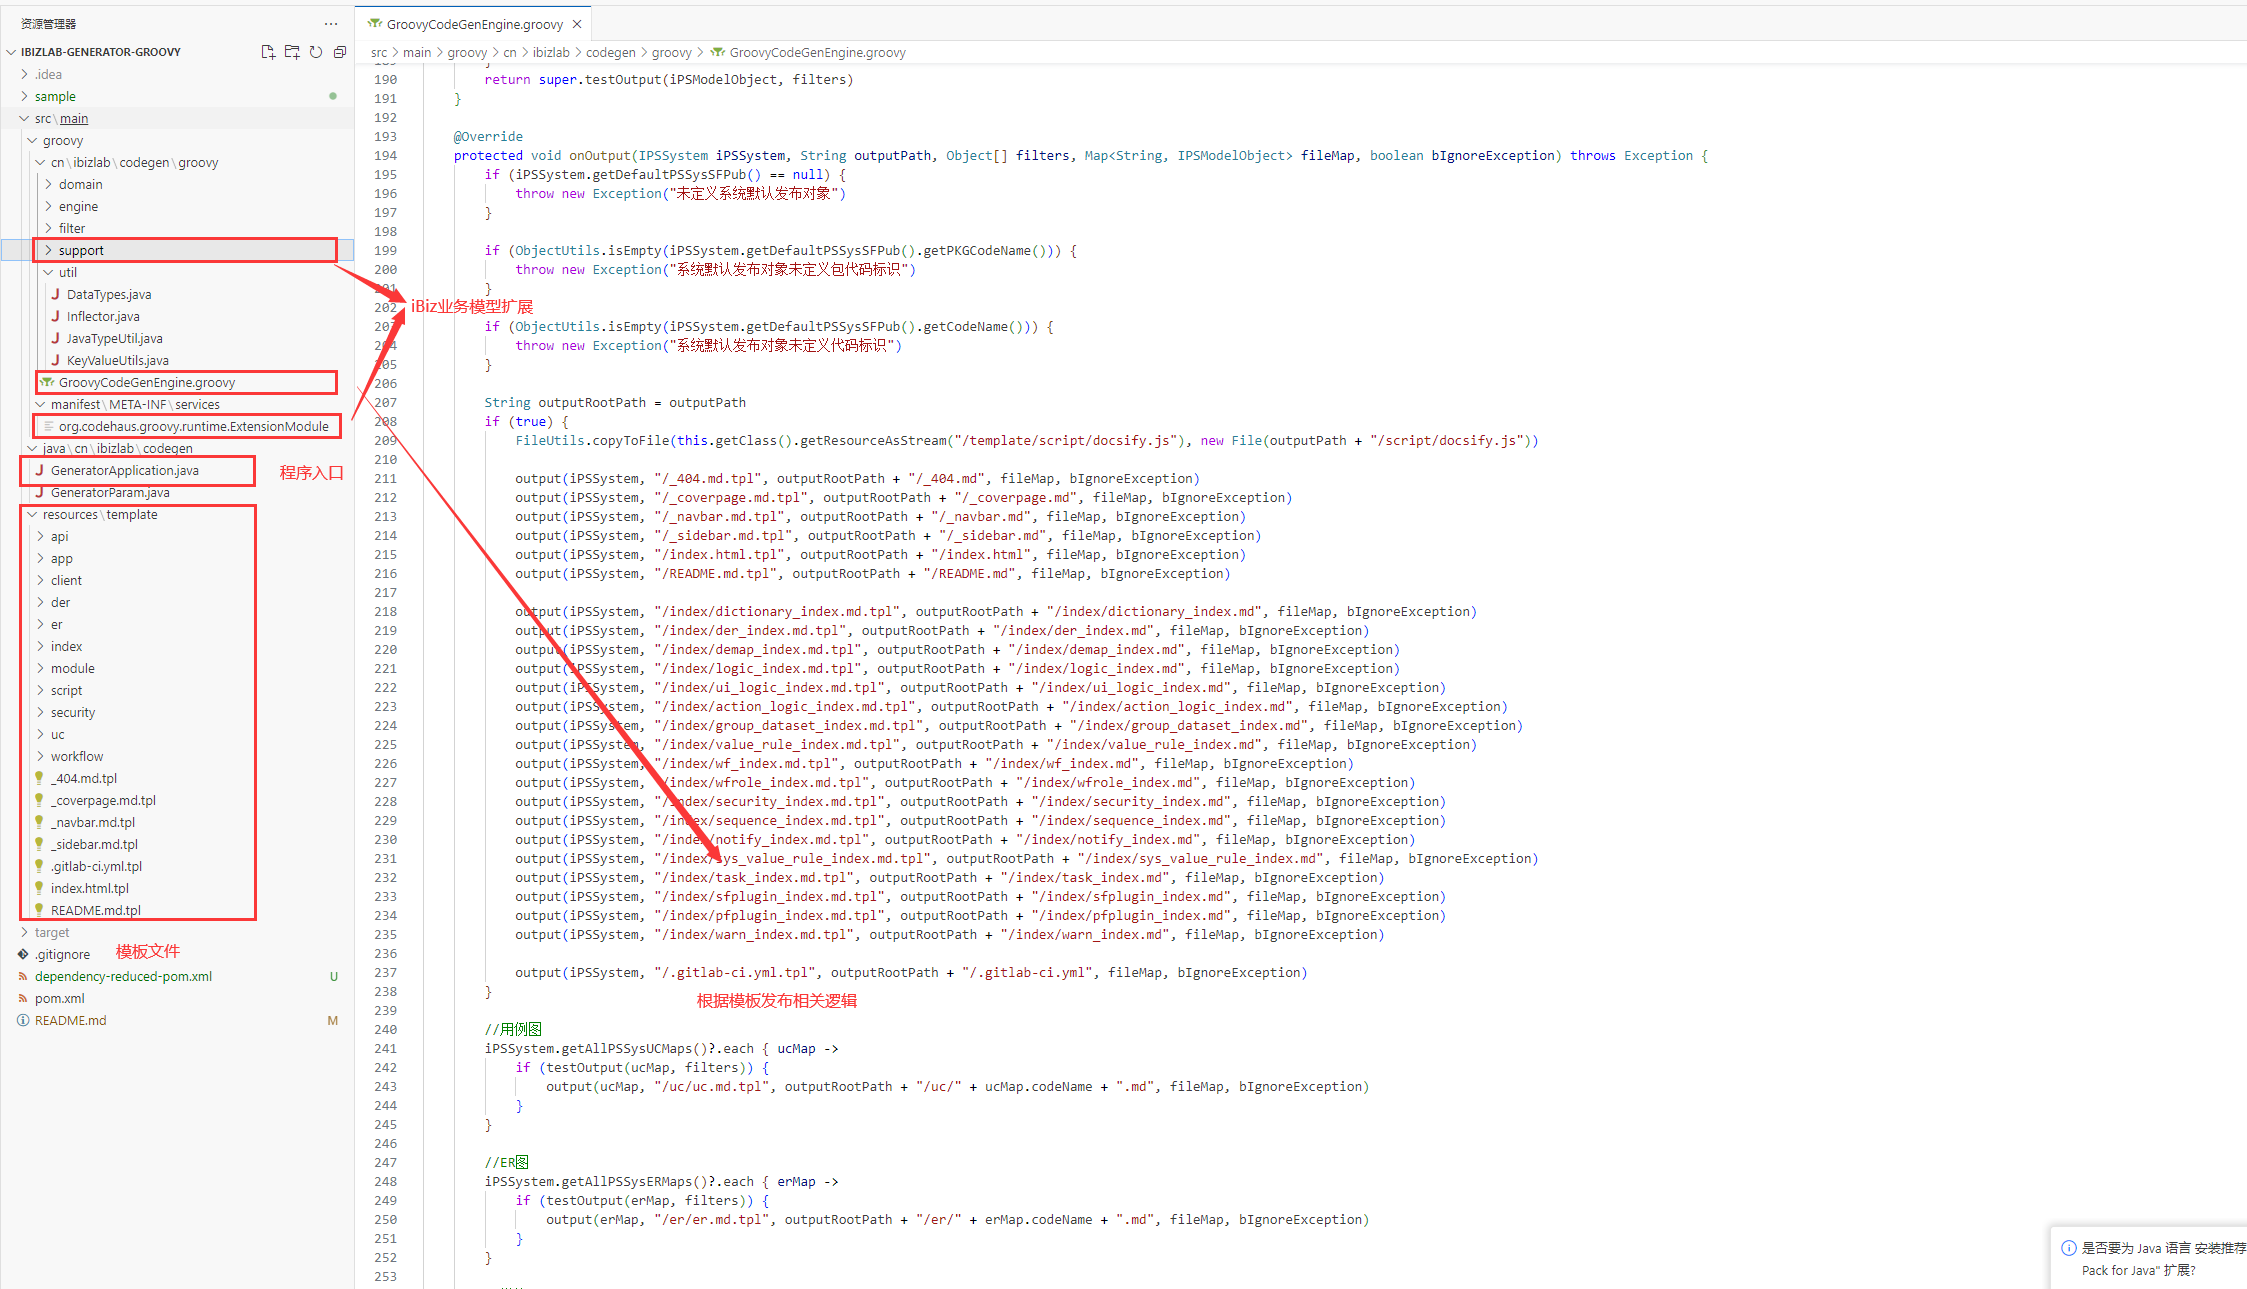 资源管理器
IBIZLAB-GENERATOR-GROOVY
.idea
sample
src\main
groovy
cn\ibizlab\codegen\groovy
domain
engine
filter
support
util
DataTypes.java
Inflector.java
JavaTypeUtil.java
KeyValueUtils.java
GroovyCodeGenEngine.groovy
manifest\META-INF\services
org.codehaus.groovy.runtime.ExtensionModule
java\cn\ibizlab\codegen
GeneratorApplication.java
程序入口
GeneratorParam.java
resources\template
api
app
client
der
er
index
module
script
security
uc
workflow
_404.md.tpl
_coverpage.md.tpl
_navbar.md.tpl
_sidebar.md.tpl
.gitlab-ci.yml.tpl
index.html.tpl
README.md.tpl
target
模板文件
.gitignore
dependency-reduced-pom.xml U
pom.xml
README.md M
GroovyCodeGenEngine.groovy
src > main > groovy > cn > ibizlab > codegen > groovy > GroovyCodeGenEngine.groovy
190 return super.testOutput(iPSModelObject, filters)
191 }
192
193 @Override
194 protected void onOutput(IPSSystem iPSSystem, String outputPath, Object[] filters, Map<String, IPSModelObject> fileMap, boolean bIgnoreException) throws Exception {
195 if (iPSSystem.getDefaultPSSysSFPub() == null) {
196 throw new Exception("未定义系统默认发布对象")
197 }
198
199 if (ObjectUtils.isEmpty(iPSSystem.getDefaultPSSysSFPub().getPKGCodeName())) {
200 throw new Exception("系统默认发布对象未定义包代码标识")
201 }
202 iBiz业务模型扩展
203 if (ObjectUtils.isEmpty(iPSSystem.getDefaultPSSysSFPub().getCodeName())) {
204 throw new Exception("系统默认发布对象未定义代码标识")
205 }
206
207 String outputRootPath = outputPath
208 if (true) {
209 FileUtils.copyToFile(this.getClass().getResourceAsStream("/template/script/docsify.js"), new File(outputPath + "/script/docsify.js"))
210
211 output(iPSSystem, "/_404.md.tpl", outputRootPath + "/_404.md", fileMap, bIgnoreException)
212 output(iPSSystem, "/_coverpage.md.tpl", outputRootPath + "/_coverpage.md", fileMap, bIgnoreException)
213 output(iPSSystem, "/_navbar.md.tpl", outputRootPath + "/_navbar.md", fileMap, bIgnoreException)
214 output(iPSSystem, "/_sidebar.md.tpl", outputRootPath + "/_sidebar.md", fileMap, bIgnoreException)
215 output(iPSSystem, "/index.html.tpl", outputRootPath + "/index.html", fileMap, bIgnoreException)
216 output(iPSSystem, "/README.md.tpl", outputRootPath + "/README.md", fileMap, bIgnoreException)
217
218 output(iPSSystem, "/index/dictionary_index.md.tpl", outputRootPath + "/index/dictionary_index.md", fileMap, bIgnoreException)
219 output(iPSSystem, "/index/der_index.md.tpl", outputRootPath + "/index/der_index.md", fileMap, bIgnoreException)
220 output(iPSSystem, "/index/demap_index.md.tpl", outputRootPath + "/index/demap_index.md", fileMap, bIgnoreException)
221 output(iPSSystem, "/index/logic_index.md.tpl", outputRootPath + "/index/logic_index.md", fileMap, bIgnoreException)
222 output(iPSSystem, "/index/ui_logic_index.md.tpl", outputRootPath + "/index/ui_logic_index.md", fileMap, bIgnoreException)
223 output(iPSSystem, "/index/action_logic_index.md.tpl", outputRootPath + "/index/action_logic_index.md", fileMap, bIgnoreException)
224 output(iPSSystem, "/index/group_dataset_index.md.tpl", outputRootPath + "/index/group_dataset_index.md", fileMap, bIgnoreException)
225 output(iPSSystem, "/index/value_rule_index.md.tpl", outputRootPath + "/index/value_rule_index.md", fileMap, bIgnoreException)
226 output(iPSSystem, "/index/wf_index.md.tpl", outputRootPath + "/index/wf_index.md", fileMap, bIgnoreException)
227 output(iPSSystem, "/index/wfrole_index.md.tpl", outputRootPath + "/index/wfrole_index.md", fileMap, bIgnoreException)
228 output(iPSSystem, "/index/security_index.md.tpl", outputRootPath + "/index/security_index.md", fileMap, bIgnoreException)
229 output(iPSSystem, "/index/sequence_index.md.tpl", outputRootPath + "/index/sequence_index.md", fileMap, bIgnoreException)
230 output(iPSSystem, "/index/notify_index.md.tpl", outputRootPath + "/index/notify_index.md", fileMap, bIgnoreException)
231 output(iPSSystem, "/index/sys_value_rule_index.md.tpl", outputRootPath + "/index/sys_value_rule_index.md", fileMap, bIgnoreException)
232 output(iPSSystem, "/index/task_index.md.tpl", outputRootPath + "/index/task_index.md", fileMap, bIgnoreException)
233 output(iPSSystem, "/index/sfplugin_index.md.tpl", outputRootPath + "/index/sfplugin_index.md", fileMap, bIgnoreException)
234 output(iPSSystem, "/index/pfplugin_index.md.tpl", outputRootPath + "/index/pfplugin_index.md", fileMap, bIgnoreException)
235 output(iPSSystem, "/index/warn_index.md.tpl", outputRootPath + "/index/warn_index.md", fileMap, bIgnoreException)
236
237 output(iPSSystem, "/.gitlab-ci.yml.tpl", outputRootPath + "/.gitlab-ci.yml", fileMap, bIgnoreException)
238 }
根据模板发布相关逻辑
239
240 //用例图
241 iPSSystem.getAllPSSysUCMaps()?.each { ucMap ->
242 if (testOutput(ucMap, filters)) {
243 output(ucMap, "/uc/uc.md.tpl", outputRootPath + "/uc/" + ucMap.codeName + ".md", fileMap, bIgnoreException)
244 }
245 }
246
247 //ER图
248 iPSSystem.getAllPSSysERMaps()?.each { erMap ->
249 if (testOutput(erMap, filters)) {
250 output(erMap, "/er/er.md.tpl", outputRootPath + "/er/" + erMap.codeName + ".md", fileMap, bIgnoreException)
251 }
252 }
253
是否要为 Java 语言 安装推荐
Pack for Java" 扩展?